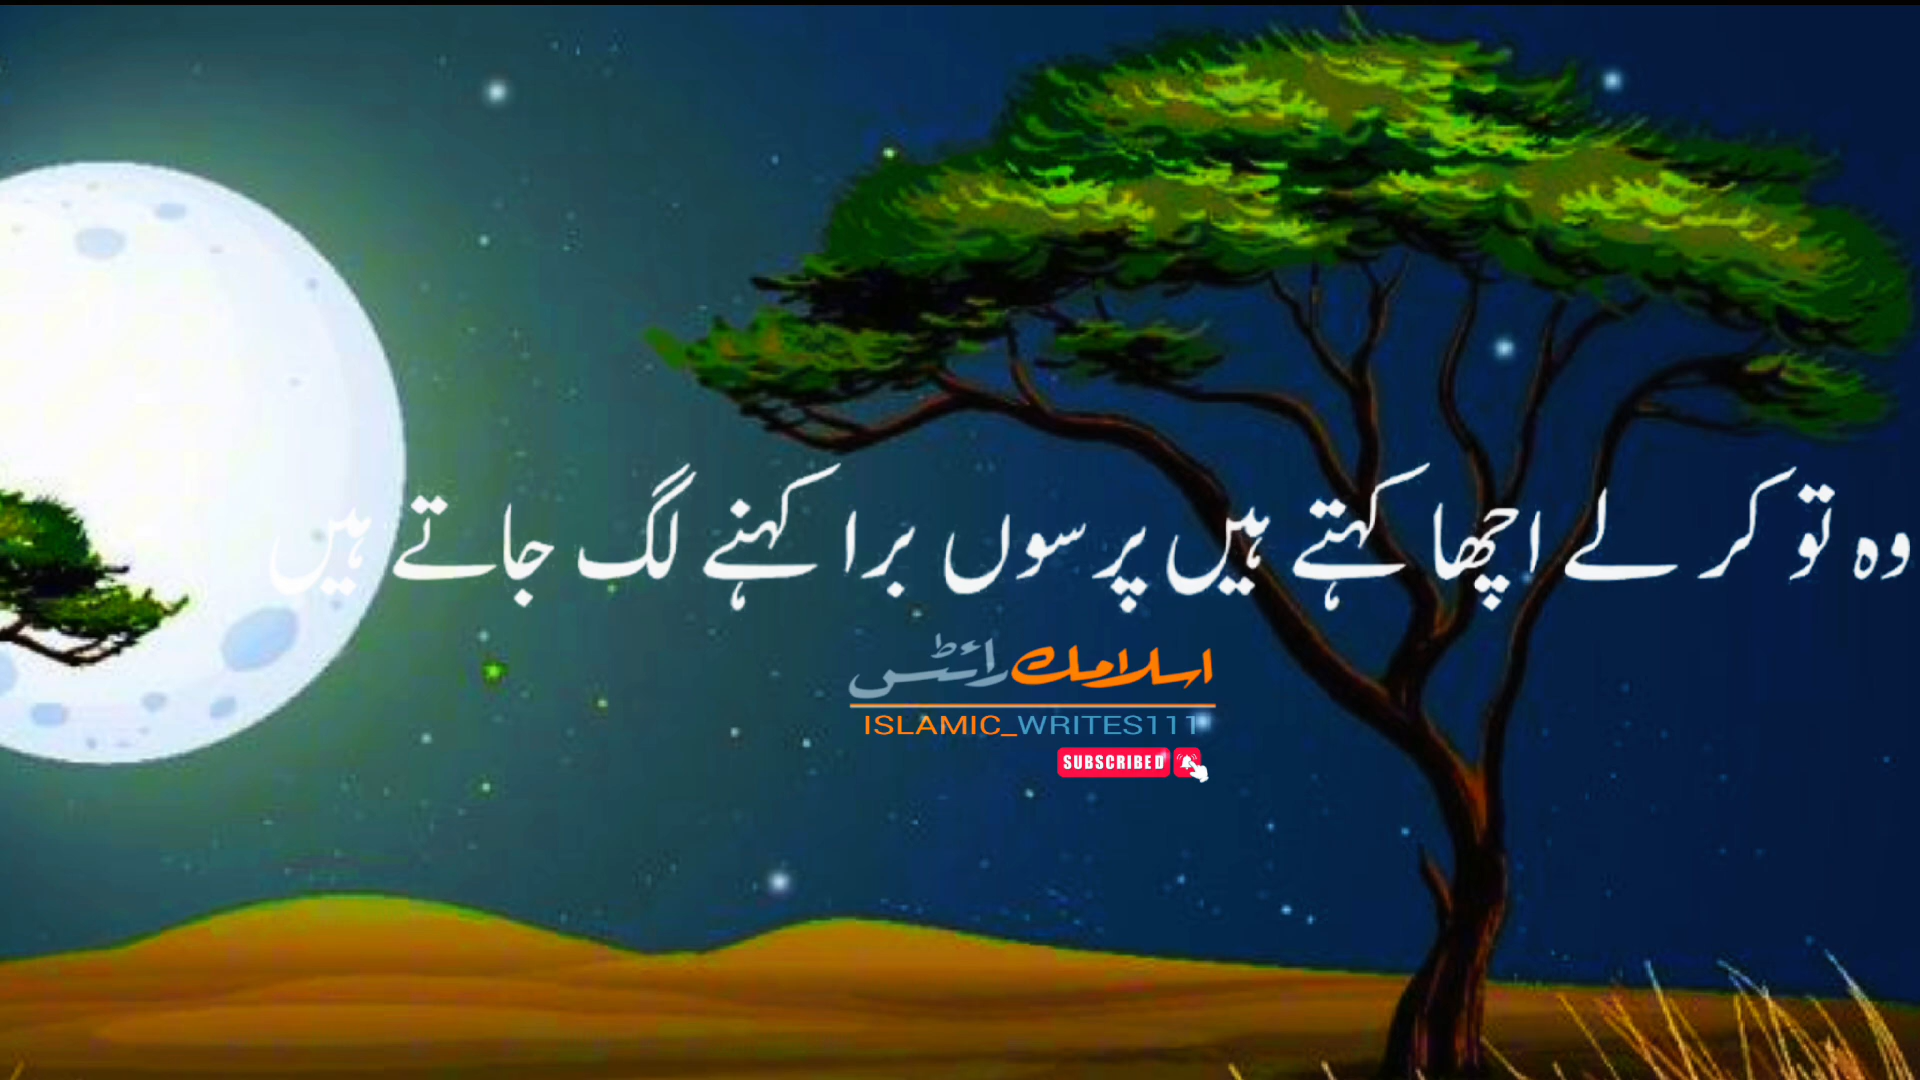 وہ تو کر لے اچھا کہتے ہیں پرسوں برا کہنے لگ جاتے ہیں
اسلامک رائٹس
ISLAMIC_WRITES111
SUBSCRIBED